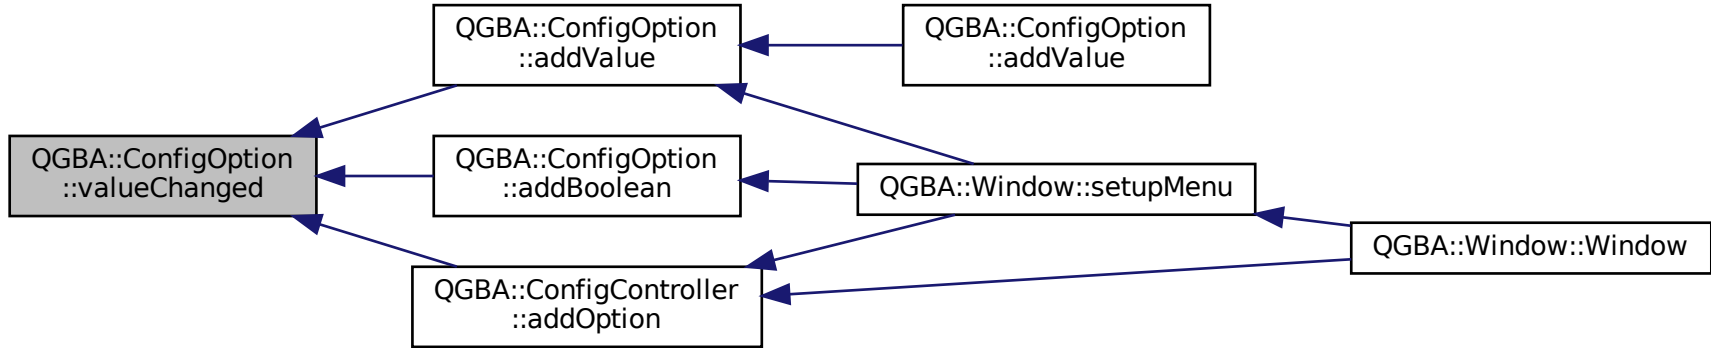 QGBA::ConfigOption
::valueChanged
QGBA::ConfigOption
::addValue
QGBA::ConfigOption
::addValue
QGBA::ConfigOption
::addBoolean
QGBA::Window::setupMenu
QGBA::ConfigController
::addOption
QGBA::Window::Window